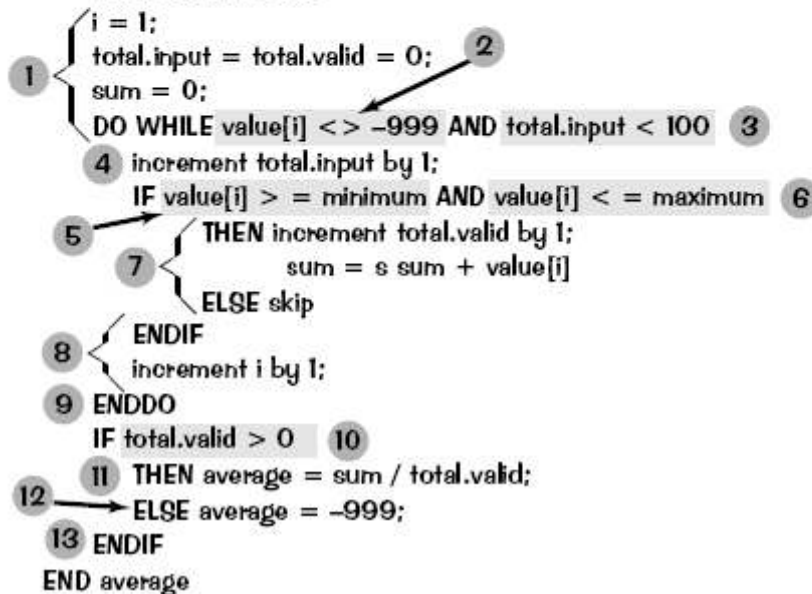 i = 1;
total.input = total.valid = 0;
2
1
sum = 0;
DO WHILE value[i] <> -999 AND total.input < 100 3
4 increment total.input by 1;
IF value[i] > = minimum AND value[i] < = maximum 6
5
THEN increment total.valid by 1;
7
sum = s sum + value[i]
ELSE skip
ENDIF
8
increment i by 1;
9 ENDDO
IF total.valid > 0 10
11 THEN average = sum / total.valid;
12 ELSE average = -999;
13 ENDIF
END average